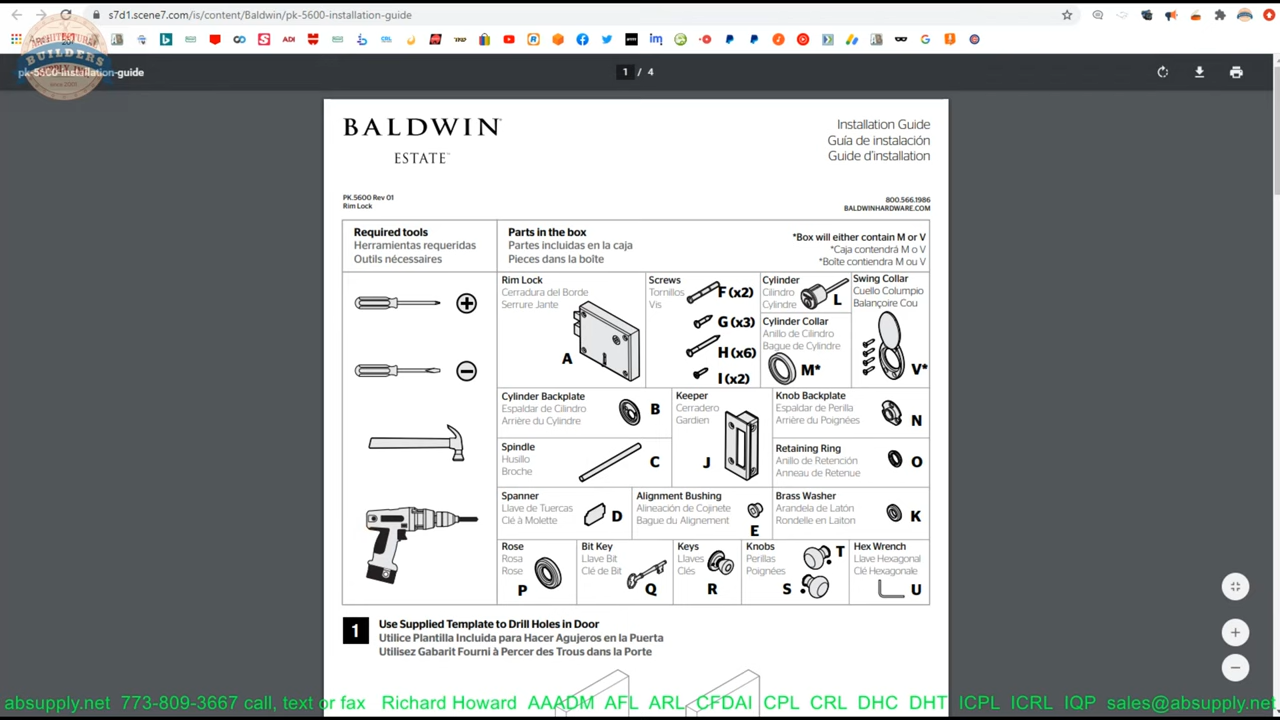 s7d1.scene7.com/is/content/Baldwin/pk-5600-installation-guide
ARCHITECTURAL
BUILDERS
SUPPLY, INC
since 2005
pk-5600-installation-guide
1 / 4
BALDWIN
ESTATE™
Installation Guide
Guía de instalación
Guide d'installation
PK.5600 Rev 01
Rim Lock
800.566.1986
BALDWINHARDWARE.COM
Required tools
Herramientas requeridas
Outils nécessaires
Parts in the box
Partes incluidas en la caja
Pieces dans la boîte
*Box will either contain M or V
*Caja contendrá M o V
*Boîte contiendra M ou V
Rim Lock
Cerradura del Borde
Serrure Jante
A
Screws
Tornillos
Vis
F (x2)
G (x3)
H (x6)
I (x2)
Cylinder
Cilindro
Cylindre
L
Cylinder Collar
Anillo de Cilindro
Bague de Cylindre
M*
Swing Collar
Cuello Columpio
Balançoire Cou
V*
Cylinder Backplate
Espaldar de Cilindro
Arrière du Cylindre
B
Keeper
Cerradero
Gardien
J
Knob Backplate
Espaldar de Perilla
Arrière du Poignées
N
Spindle
Husillo
Broche
C
Retaining Ring
Anillo de Retención
Anneau de Retenue
O
Spanner
Llave de Tuercas
Clé à Molette
D
Alignment Bushing
Alineación de Cojinete
Bague du Alignement
E
Brass Washer
Arandela de Latón
Rondelle en Laiton
K
Rose
Rosa
Rose
P
Bit Key
Llave Bit
Clé de Bit
Q
Keys
Llaves
Clés
R
Knobs
Perillas
Poignées
T
S
Hex Wrench
Llave Hexagonal
Clé Hexagonale
U
1
Use Supplied Template to Drill Holes in Door
Utilice Plantilla Incluida para Hacer Agujeros en la Puerta
Utilisez Gabarit Fourni à Percer des Trous dans la Porte
absupply.net 773-809-3667 call, text or fax Richard Howard AAADM AFL ARL CFDAI CPL CRL DHC DHT ICPL ICRL IQP sales@absupply.net